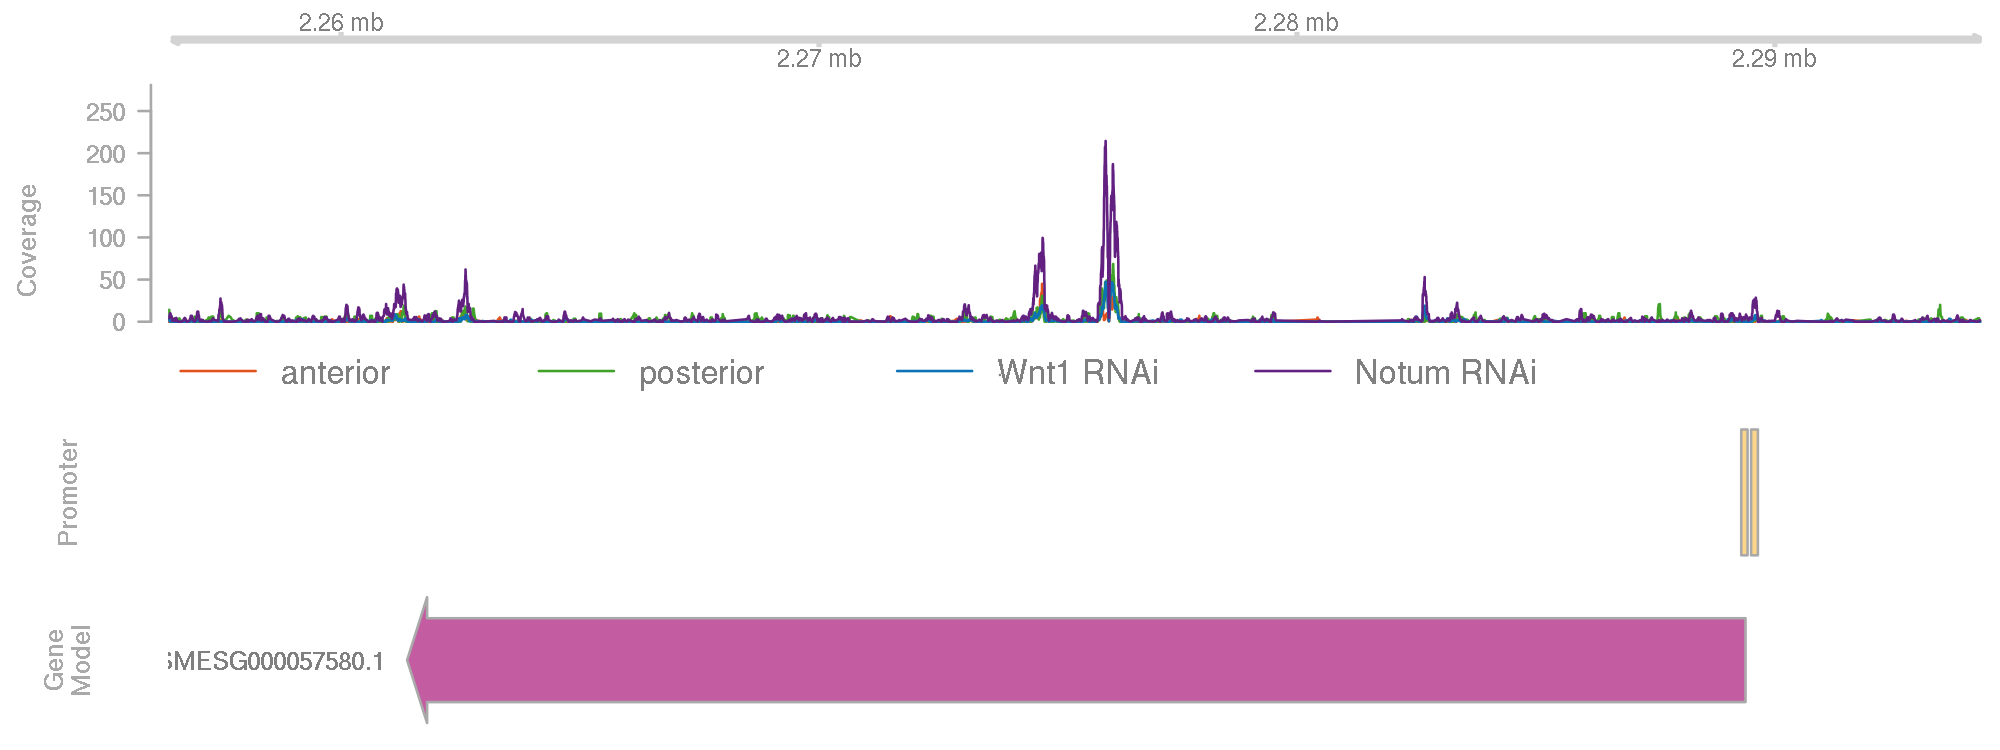 2.26 mb
2.28 mb
2.27 mb
2.29 mb
Coverage
250
200
150
100
50
0
anterior posterior Wnt1 RNAi Notum RNAi
Promoter
Gene
Model
SMESG000057580.1